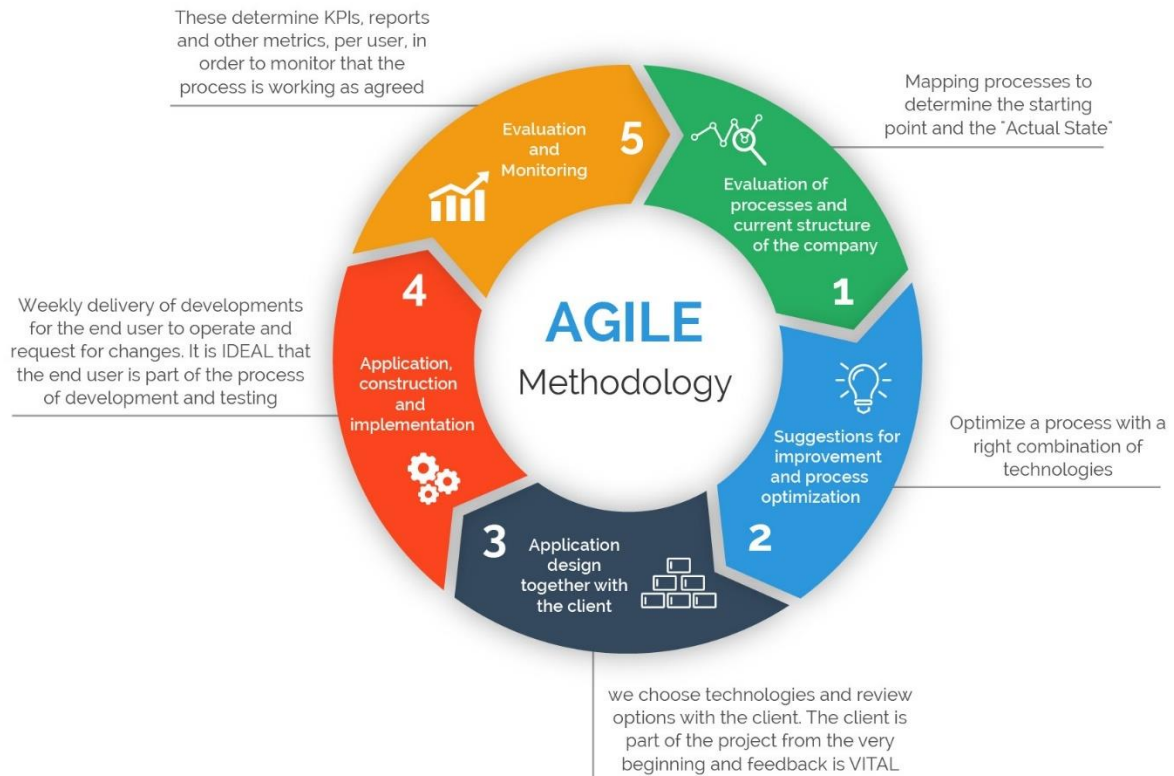 AGILE
Methodology
Evaluation of
processes and
current structure
of the company
1
Mapping processes to
determine the starting
point and the "Actual State"
Suggestions for
improvement and process
optimization
2
Optimize a process with a
right combination of
technologies
3
Application
design
together with
the client
we choose technologies and review
options with the client. The client is
part of the project from the very
beginning and feedback is VITAL
4
Application,
construction
and
implementation
Weekly delivery of developments
for the end user to operate and
request for changes. It is IDEAL that
the end user is part of the process
of development and testing
5
Evaluation
and
Monitoring
These determine KPIs, reports
and other metrics, per user, in
order to monitor that the
process is working as agreed